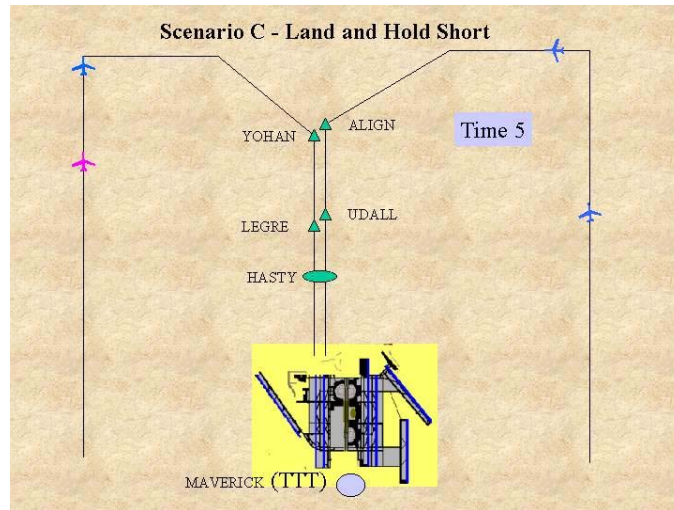 Scenario C - Land and Hold Short
ALIGN
YOHAN
Time 5
UDALL
LEGRE
HASTY
MAVERICK (TTT)